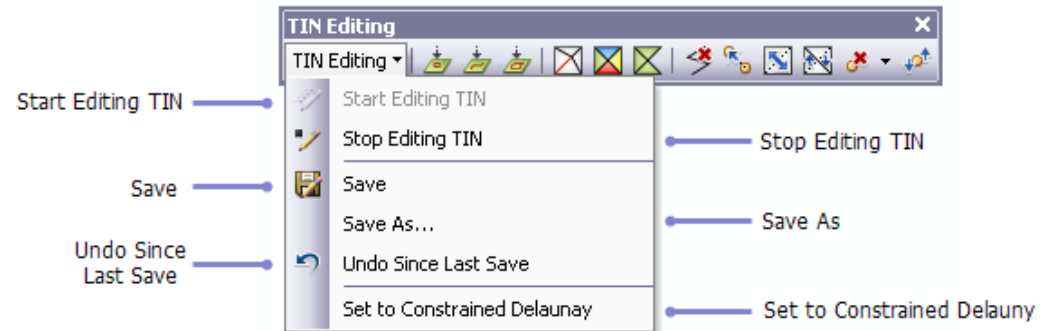 TIN Editing
TIN Editing
Start Editing TIN
Start Editing TIN
Stop Editing TIN
Stop Editing TIN
Save
Save
Save As...
Save As
Undo Since
Last Save
Undo Since Last Save
Set to Constrained Delaunay
Set to Constrained Delauny